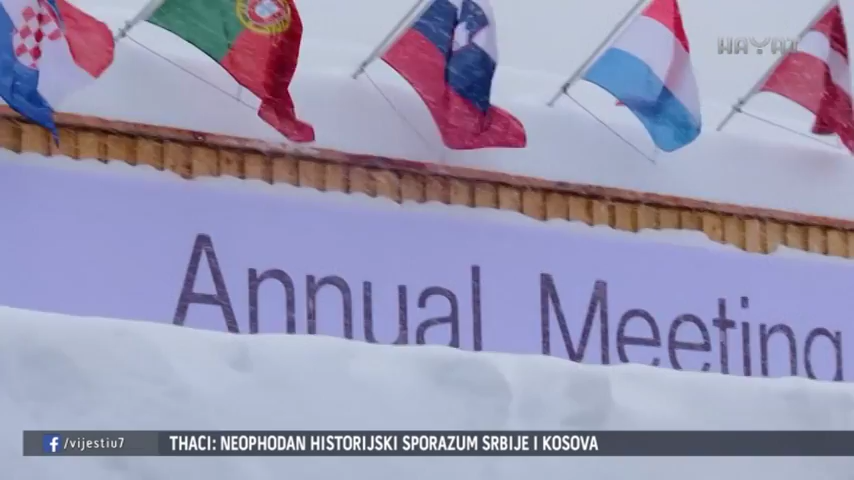 HAYAT
Annual Meeting
/vijestiu7
THACI: NEOPHODAN HISTORIJSKI SPORAZUM SRBIJE I KOSOVA